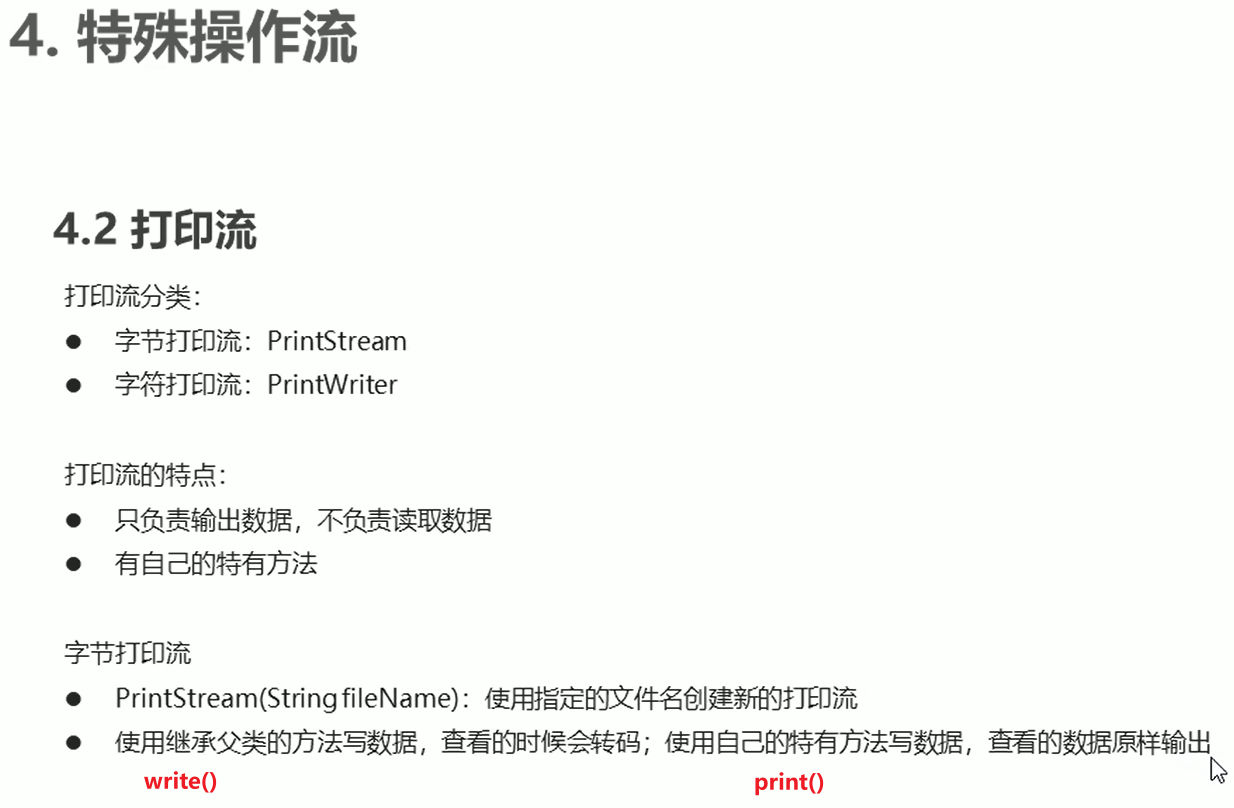 4. 特殊操作流
4.2 打印流
打印流分类：
● 字节打印流：PrintStream
● 字符打印流：PrintWriter
打印流的特点：
● 只负责输出数据，不负责读取数据
● 有自己的特有方法
字节打印流
● PrintStream(String fileName)：使用指定的文件名创建新的打印流
● 使用继承父类的方法写数据，查看的时候会转码；使用自己的特有方法写数据，查看的数据原样输出
write() print()